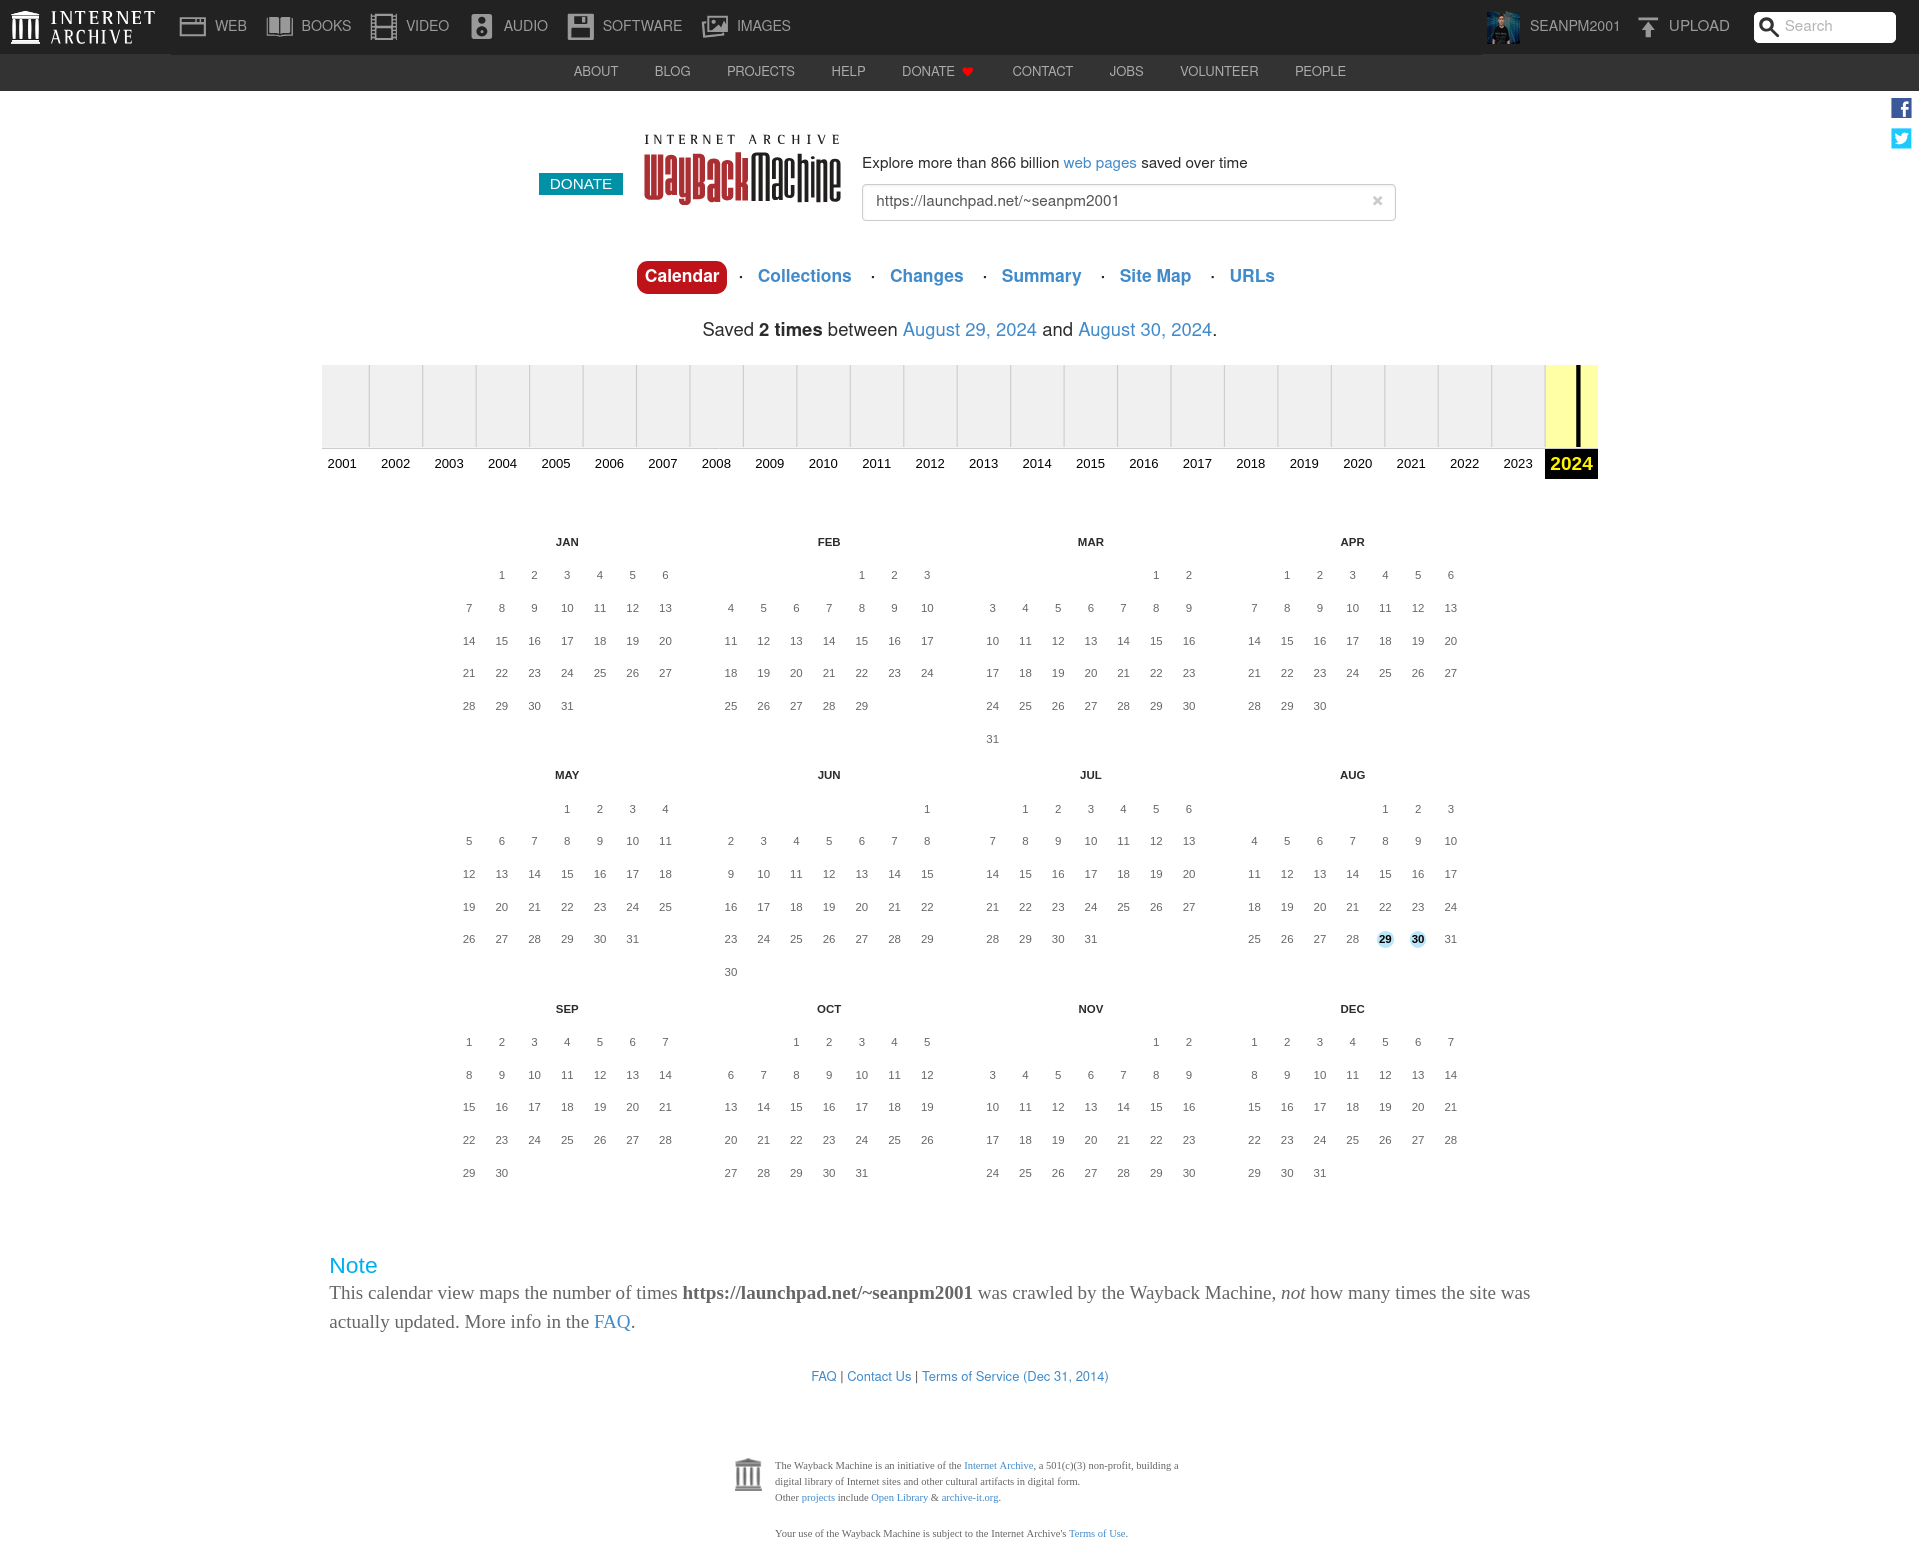 INTERNET ARCHIVE WEB BOOKS VIDEO AUDIO SOFTWARE IMAGES SEANPM2001 UPLOAD Search
ABOUT BLOG PROJECTS HELP DONATE CONTACT JOBS VOLUNTEER PEOPLE
INTERNET ARCHIVE
WayBackMachine
DONATE
Explore more than 866 billion web pages saved over time
https://launchpad.net/~seanpm2001 ×
Calendar · Collections · Changes · Summary · Site Map · URLs
Saved 2 times between August 29, 2024 and August 30, 2024.
2001 2002 2003 2004 2005 2006 2007 2008 2009 2010 2011 2012 2013 2014 2015 2016 2017 2018 2019 2020 2021 2022 2023 2024
JAN FEB MAR APR
1 2 3 4 5 6 1 2 3 1 2 1 2 3 4 5 6
7 8 9 10 11 12 13 4 5 6 7 8 9 10 3 4 5 6 7 8 9 7 8 9 10 11 12 13
14 15 16 17 18 19 20 11 12 13 14 15 16 17 10 11 12 13 14 15 16 14 15 16 17 18 19 20
21 22 23 24 25 26 27 18 19 20 21 22 23 24 17 18 19 20 21 22 23 21 22 23 24 25 26 27
28 29 30 31 25 26 27 28 29 24 25 26 27 28 29 30 28 29 30
31
MAY JUN JUL AUG
1 2 3 4 1 1 2 3 4 5 6 1 2 3
5 6 7 8 9 10 11 2 3 4 5 6 7 8 7 8 9 10 11 12 13 4 5 6 7 8 9 10
12 13 14 15 16 17 18 9 10 11 12 13 14 15 14 15 16 17 18 19 20 11 12 13 14 15 16 17
19 20 21 22 23 24 25 16 17 18 19 20 21 22 21 22 23 24 25 26 27 18 19 20 21 22 23 24
26 27 28 29 30 31 23 24 25 26 27 28 29 28 29 30 31 25 26 27 28 29 30 31
30
SEP OCT NOV DEC
1 2 3 4 5 6 7 1 2 3 4 5 1 2 1 2 3 4 5 6 7
8 9 10 11 12 13 14 6 7 8 9 10 11 12 3 4 5 6 7 8 9 8 9 10 11 12 13 14
15 16 17 18 19 20 21 13 14 15 16 17 18 19 10 11 12 13 14 15 16 15 16 17 18 19 20 21
22 23 24 25 26 27 28 20 21 22 23 24 25 26 17 18 19 20 21 22 23 22 23 24 25 26 27 28
29 30 27 28 29 30 31 24 25 26 27 28 29 30 29 30 31
Note
This calendar view maps the number of times https://launchpad.net/~seanpm2001 was crawled by the Wayback Machine, not how many times the site was
actually updated. More info in the FAQ.
FAQ | Contact Us | Terms of Service (Dec 31, 2014)
The Wayback Machine is an initiative of the Internet Archive, a 501(c)(3) non-profit, building a
digital library of Internet sites and other cultural artifacts in digital form.
Other projects include Open Library & archive-it.org.
Your use of the Wayback Machine is subject to the Internet Archive's Terms of Use.